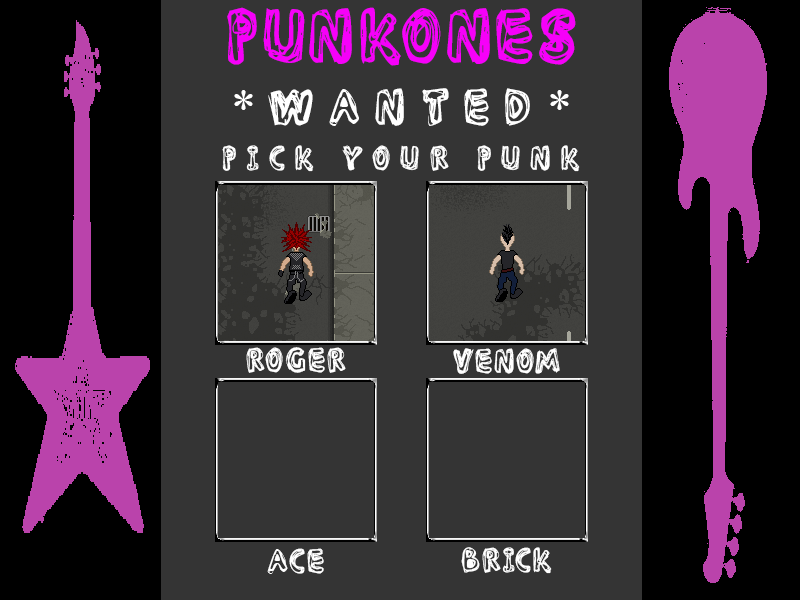 PUNKONES
* WANTED *
PICK YOUR PUNK
ROGER
VENOM
ACE
BRICK